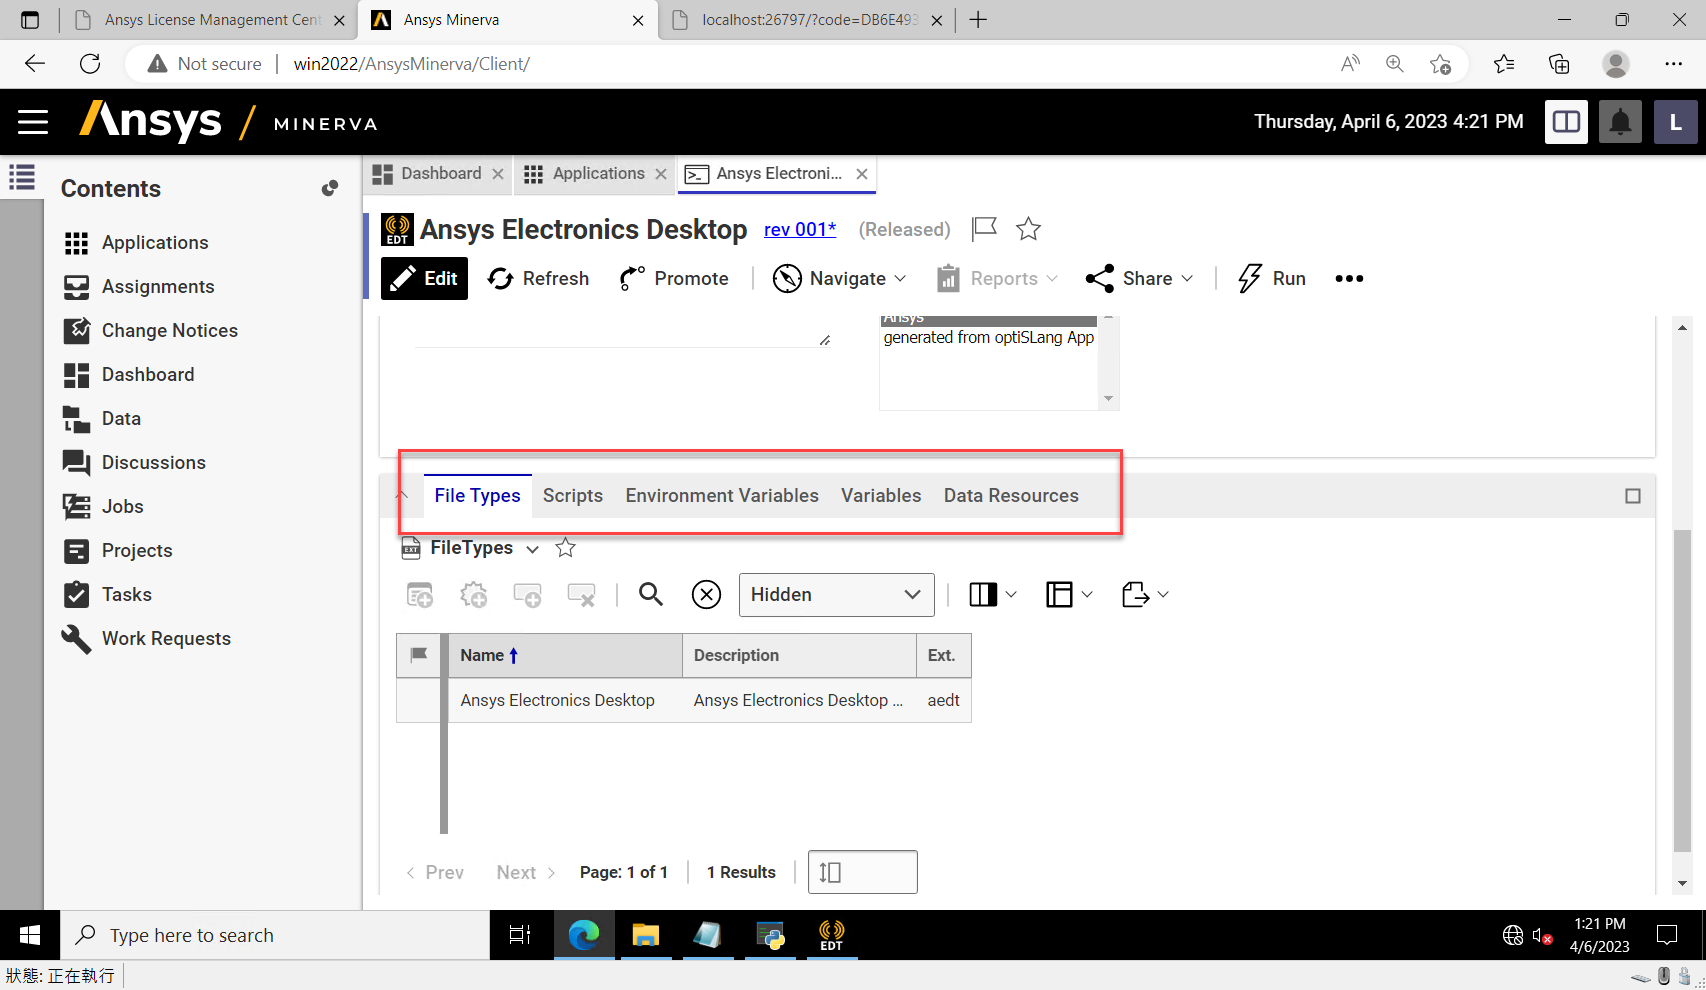 Ansys License Management Cent
Ansys Minerva
localhost:26797/?code=DB6E493
Not secure
win2022/AnsysMinerva/Client/
Ansys / MINERVA
Thursday, April 6, 2023 4:21 PM
L
Contents
Applications
Assignments
Change Notices
Dashboard
Data
Discussions
Jobs
Projects
Tasks
Work Requests
Dashboard
Applications
Ansys Electroni...
EDT
Ansys Electronics Desktop rev 001* (Released)
Edit Refresh Promote Navigate Reports Share Run
Ansys
generated from optiSLang App
File Types Scripts Environment Variables Variables Data Resources
EXT FileTypes
Hidden
Name Description Ext.
Ansys Electronics Desktop Ansys Electronics Desktop ... aedt
Prev Next Page: 1 of 1 1 Results
Type here to search
EDT
1:21 PM
4/6/2023
狀態: 正在執行